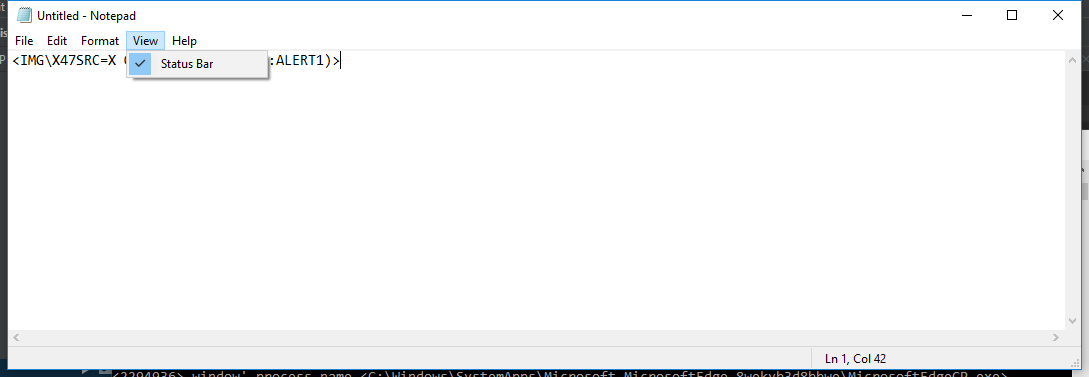 Untitled - Notepad
File Edit Format View Help
<IMG\X47SRC=X :ALERT1)>
Status Bar
Ln 1, Col 42
<2294936> window' process name <C:\Windows\SystemApps\Microsoft.MicrosoftEdge_8wekyb3d8bbwe\MicrosoftEdgeCP.exe>